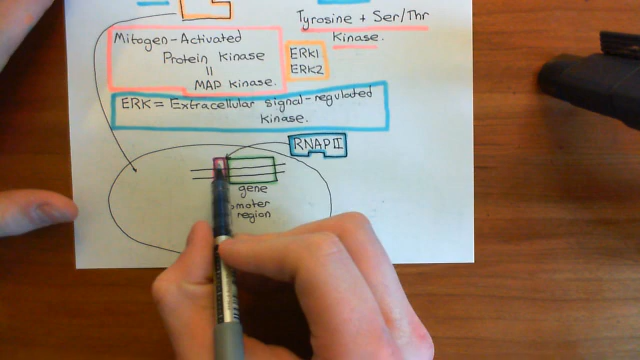 Tyrosine + Ser/Thr
Kinase.
Mitogen-Activated
Protein kinase
=
MAP kinase.
ERK1
ERK2
ERK = Extracellular signal-regulated
kinase.
RNAP II
gene
region